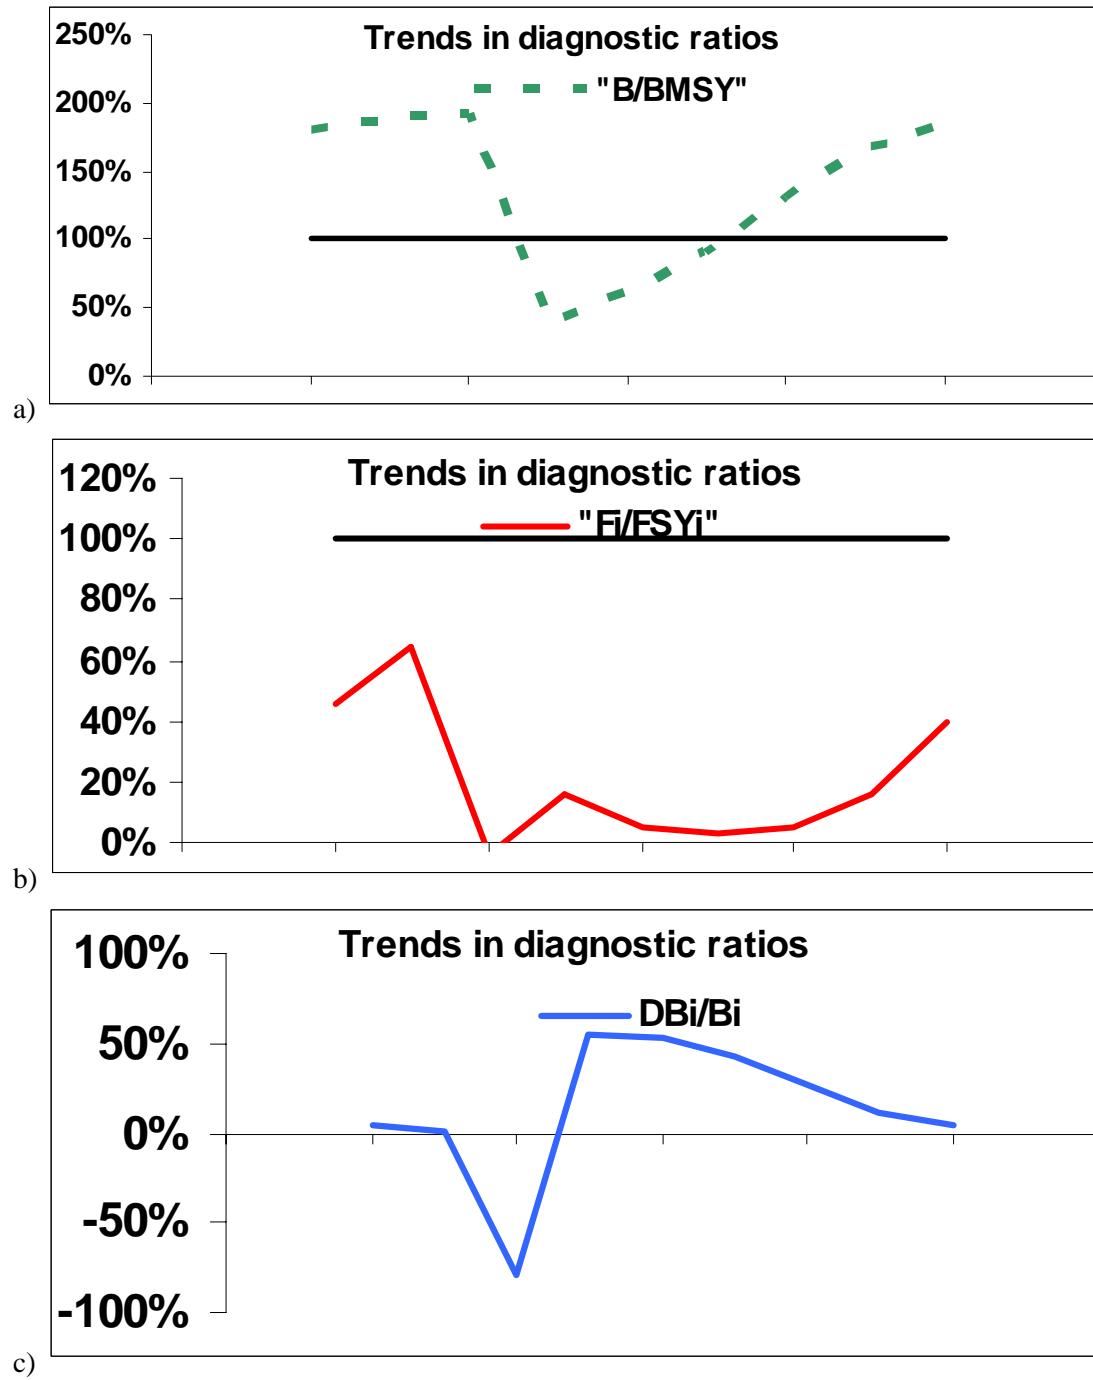 Trends in diagnostic ratios
"B/BMSY"
250%
200%
150%
100%
50%
0%
a)
Trends in diagnostic ratios
"Fi/FSYi"
120%
100%
80%
60%
40%
20%
0%
b)
Trends in diagnostic ratios
DBi/Bi
100%
50%
0%
-50%
-100%
c)